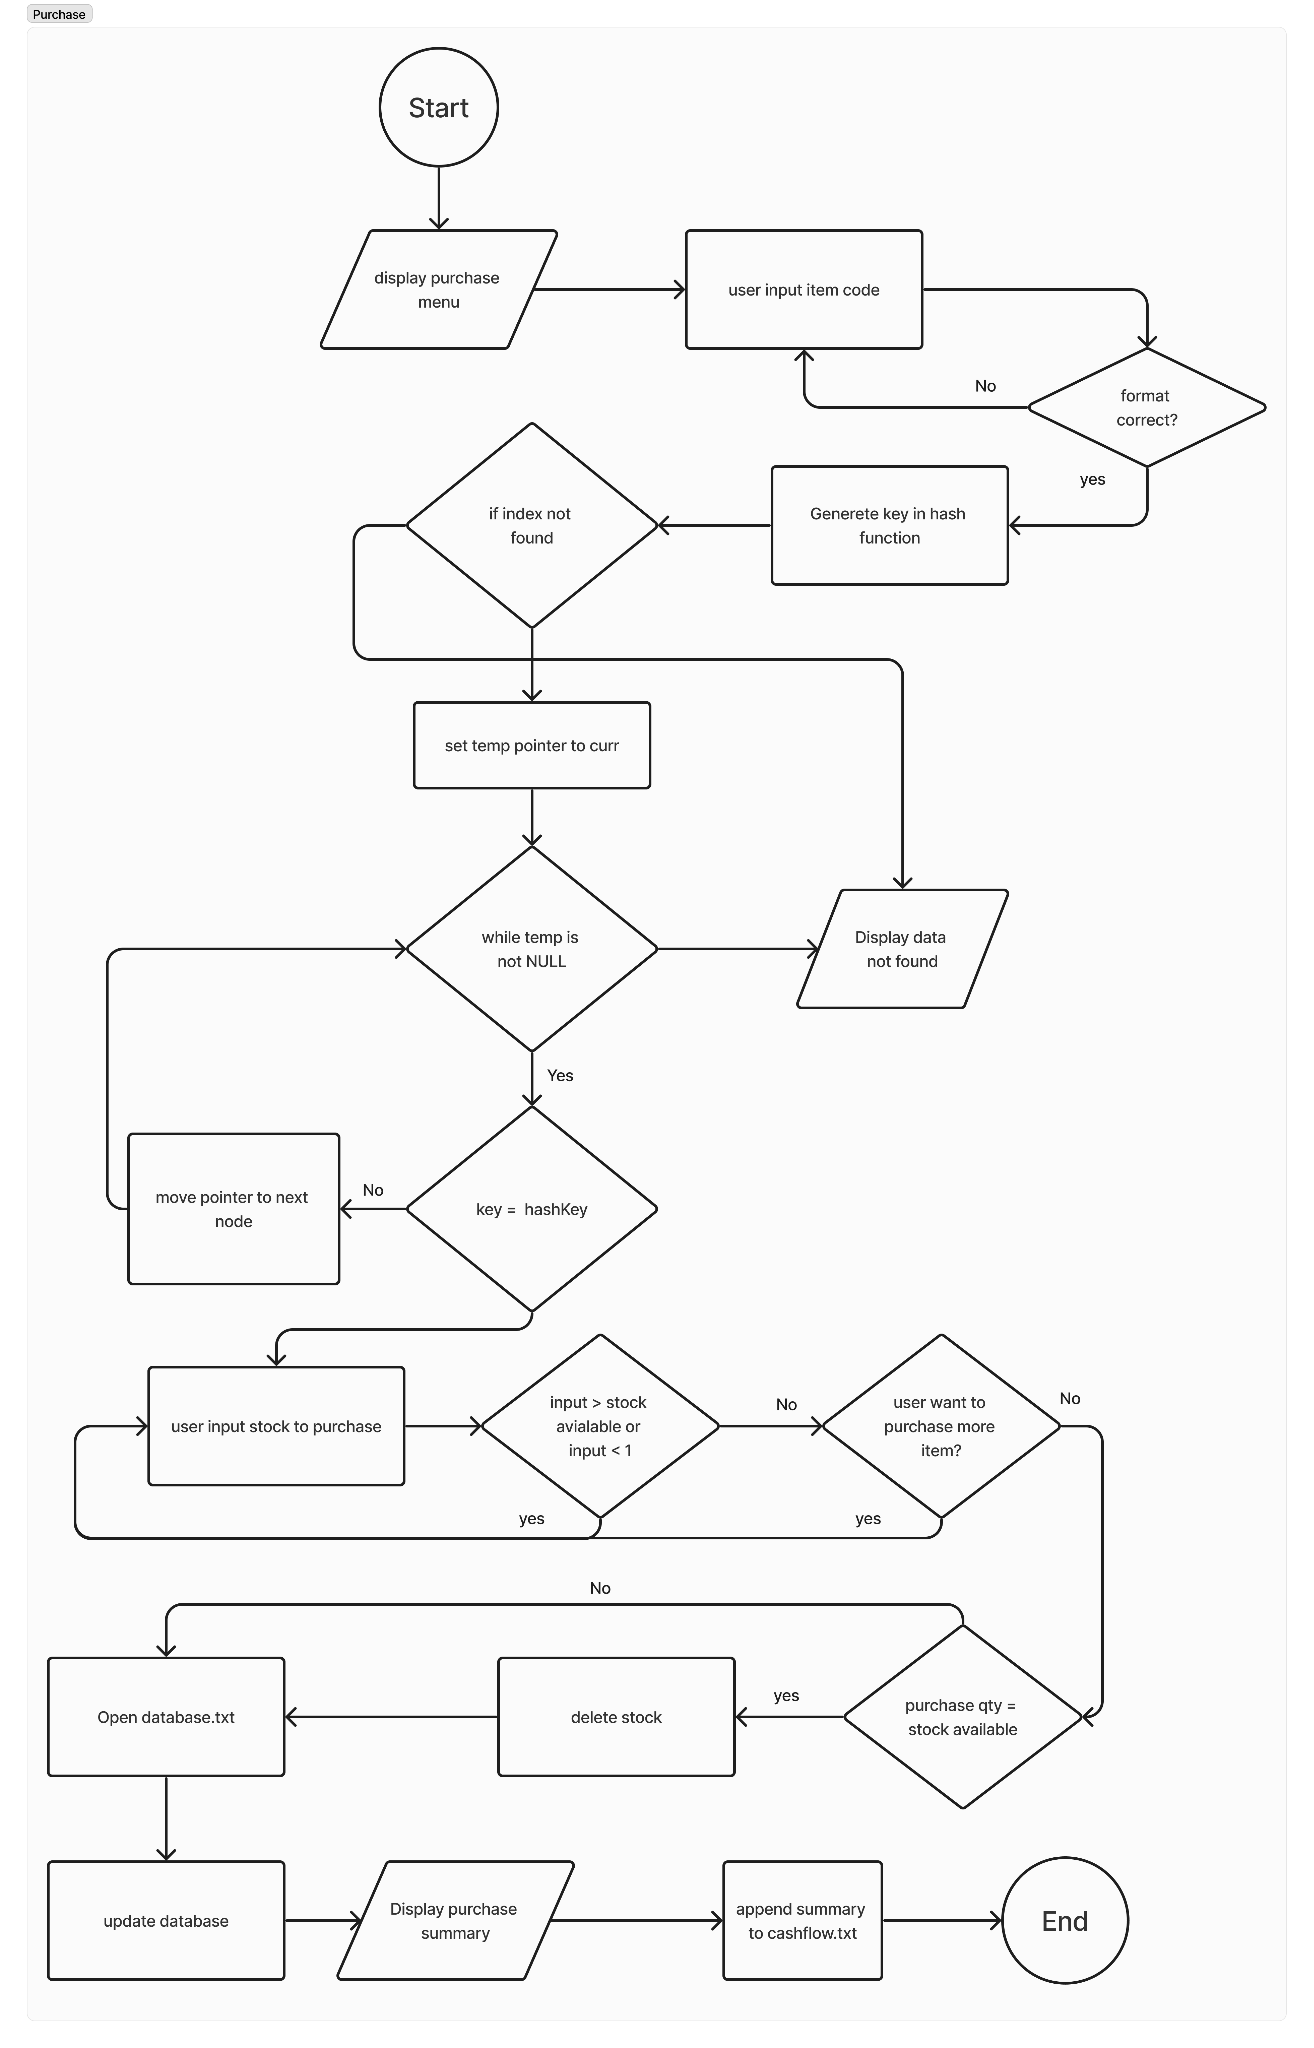 Purchase
Start
display purchase
menu
user input item code
No
format
correct?
yes
if index not
found
Generete key in hash
function
set temp pointer to curr
while temp is
not NULL
Display data
not found
Yes
move pointer to next
node
No
key = hashKey
user input stock to purchase
input > stock
avialable or
input < 1
No
user want to
purchase more
item?
No
yes
yes
No
Open database.txt
delete stock
yes
purchase qty =
stock available
update database
Display purchase
summary
append summary
to cashflow.txt
End